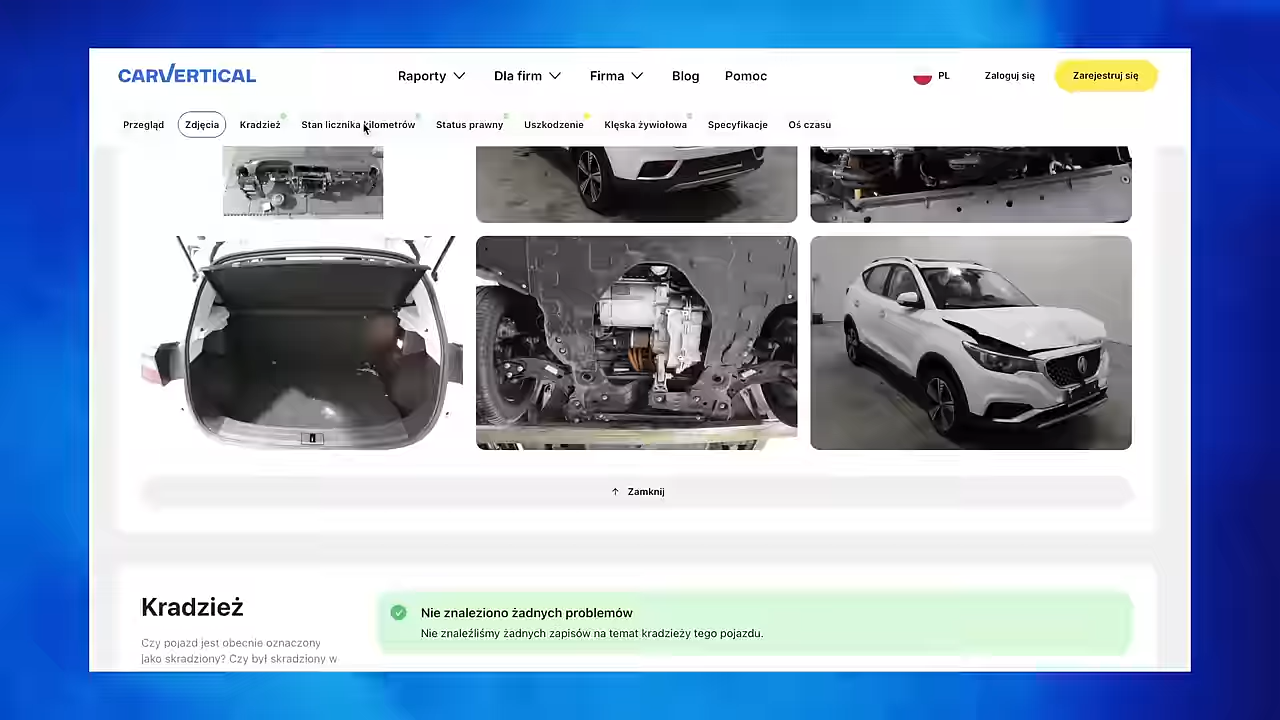 CARVERTICAL
Raporty
Dla firm
Firma
Blog
Pomoc
PL
Zaloguj się
Zarejestruj się
Przegląd
Zdjęcia
Kradzież
Stan licznika kilometrów
Status prawny
Uszkodzenie
Klęska żywiołowa
Specyfikacje
Oś czasu
↑ Zamknij
Kradzież
Czy pojazd jest obecnie oznaczony
jako skradziony? Czy był skradziony w
Nie znaleziono żadnych problemów
Nie znaleźliśmy żadnych zapisów na temat kradzieży tego pojazdu.